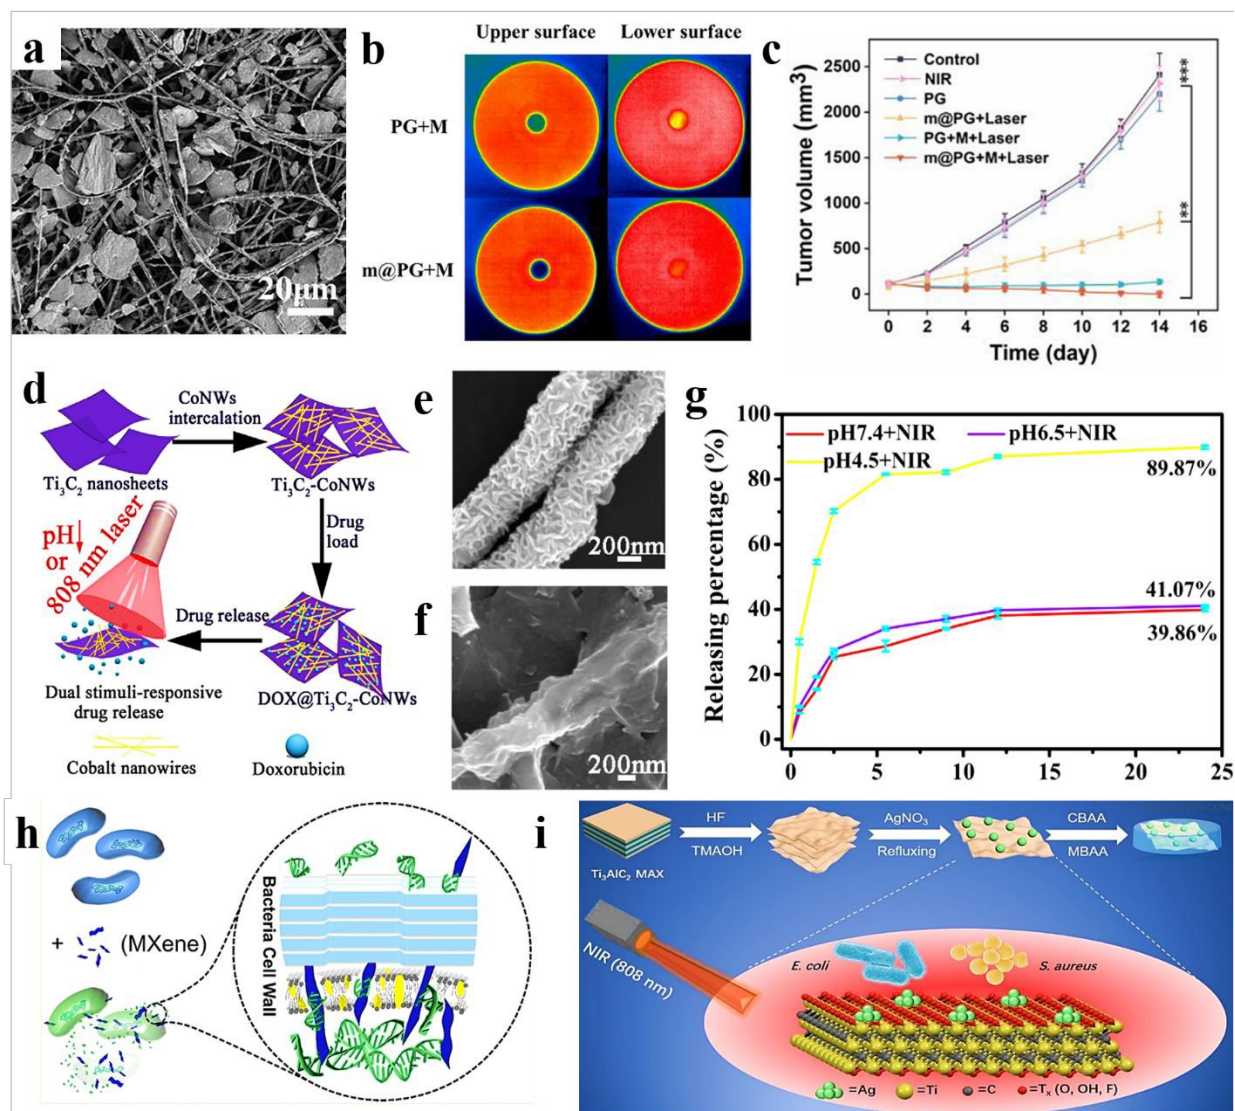 a
20μm
b
Upper surface
Lower surface
PG+M
m@PG+M
c
Tumor volume (mm³)
2500
2000
1500
1000
500
0
Control
NIR
PG
m@PG+Laser
PG+M+Laser
m@PG+M+Laser
***
**
0 2 4 6 8 10 12 14 16
Time (day)
d
CoNWs
intercalation
Ti₃C₂ nanosheets
Ti₃C₂-CoNWs
pH↓
or
808 nm laser
Drug
load
Drug release
Dual stimuli-responsive
drug release
DOX@Ti₃C₂-CoNWs
Cobalt nanowires
Doxorubicin
e
200nm
f
200nm
g
Releasing percentage (%)
100
80
60
40
20
0
pH7.4+NIR
pH6.5+NIR
pH4.5+NIR
89.87%
41.07%
39.86%
0 5 10 15 20 25
h
+ (MXene)
Bacteria Cell Wall
i
Ti₃AlC₂ MAX
HF
TMAOH
AgNO₃
Refluxing
CBAA
MBAA
NIR (808 nm)
E. coli
S. aureus
=Ag =Ti =C =Tₓ (O, OH, F)